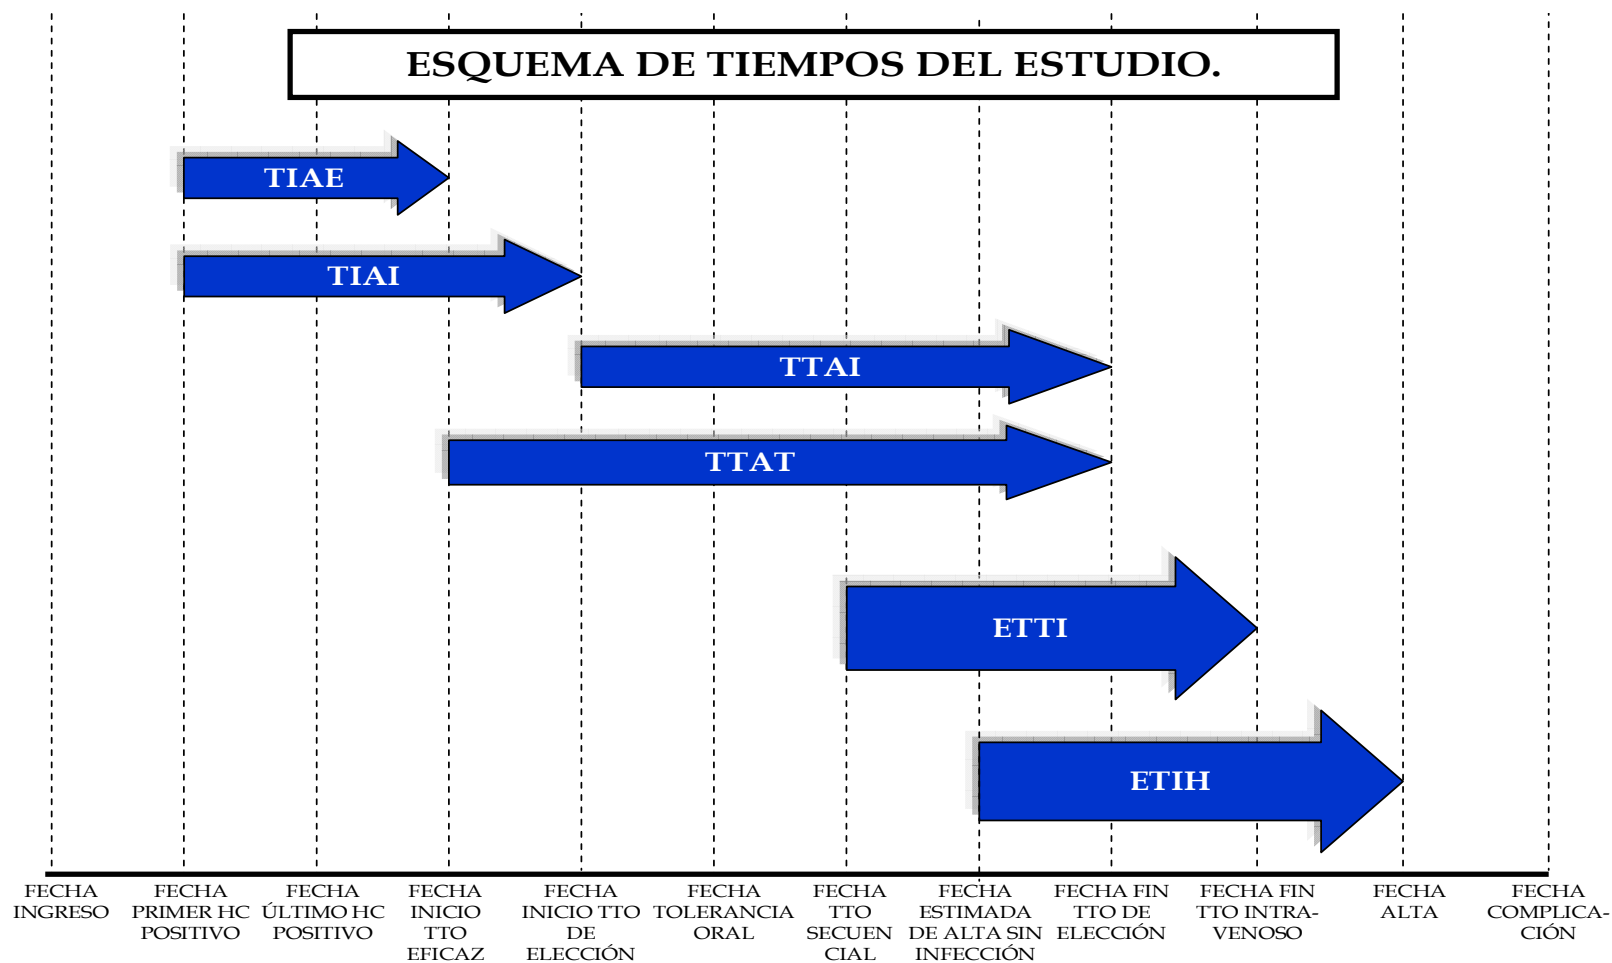 ESQUEMA DE TIEMPOS DEL ESTUDIO.
TIAE
TIAI
TTAI
TTAT
ETTI
ETIH
FECHA
INGRESO
FECHA
PRIMER HC
POSITIVO
FECHA
ÚLTIMO HC
POSITIVO
FECHA
INICIO
TTO
EFICAZ
FECHA
INICIO TTO
DE
ELECCIÓN
FECHA
TOLERANCIA
ORAL
FECHA
TTO
SECUEN
CIAL
FECHA
ESTIMADA
DE ALTA SIN
INFECCIÓN
FECHA FIN
TTO DE
ELECCIÓN
FECHA FIN
TTO INTRA-
VENOSO
FECHA
ALTA
FECHA
COMPLICA-
CIÓN